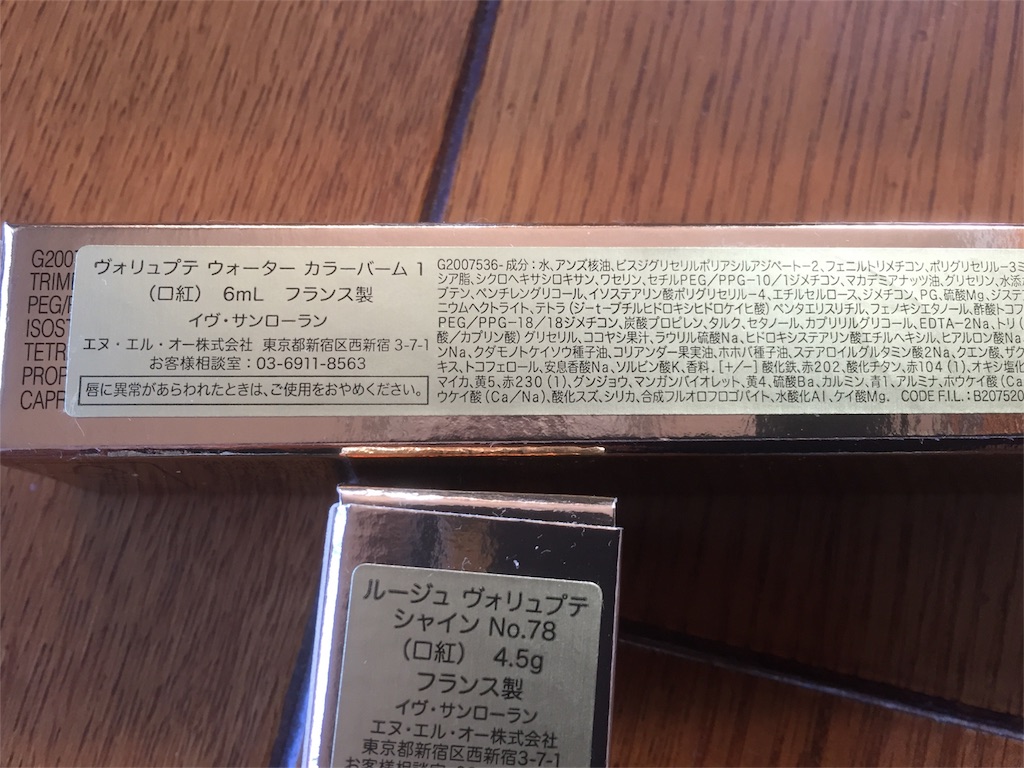 G2007
TRIME
PEG/
ISOST
TETR
PROP
CAPR
ヴォリュプテ ウォーター カラーバーム 1
（口紅） 6mL フランス製
イヴ・サンローラン
エヌ・エル・オー株式会社 東京都新宿区西新宿 3-7-1
お客様相談室：03-6911-8563
唇に異常があらわれたときは、ご使用をおやめください。
G2007536- 成分：水、アンズ核油、ビスジグリセリルポリアシルアジペート-2、フェニルトリメチコン、ポリグリセリル-3ミ
シア脂、シクロヘキサシロキサン、ワセリン、セチルPEG/PPG-10/1ジメチコン、マカデミアナッツ油、グリセリン、水添
プテン、ペンチレングリコール、イソステアリン酸ポリグリセリル-4、エチルセルロース、ジメチコン、PG、硫酸Mg、ジステ
ニウムヘクトライト、テトラ（ジ-t-ブチルヒドロキシヒドロケイヒ酸）ペンタエリスリチル、フェノキシエタノール、酢酸トコフ
PEG/PPG-18/18ジメチコン、炭酸プロピレン、タルク、セタノール、カプリリルグリコール、EDTA-2Na、トリ（
酸/カプリン酸）グリセリル、ココヤシ果汁、ラウリル硫酸Na、ヒドロキシステアリン酸エチルヘキシル、ヒアルロン酸Na
ンNa、クダモノトケイソウ種子油、コリアンダー果実油、ホホバ種子油、ステアロイルグルタミン酸2Na、クエン酸、ザク
キス、トコフェロール、安息香酸Na、ソルビン酸K、香料、［+/−］酸化鉄、赤202、酸化チタン、赤104（1）、オキシ塩化
マイカ、黄5、赤230（1）、グンジョウ、マンガンバイオレット、黄4、硫酸Ba、カルミン、青1、アルミナ、ホウケイ酸（Ca
ウケイ酸（Ca/Na）、酸化スズ、シリカ、合成フルオロフロゴパイト、水酸化Al、ケイ酸Mg． CODE F.I.L.：B207520
ルージュ ヴォリュプテ
シャイン No.78
（口紅） 4.5g
フランス製
イヴ・サンローラン
エヌ・エル・オー株式会社
東京都新宿区西新宿3-7-1